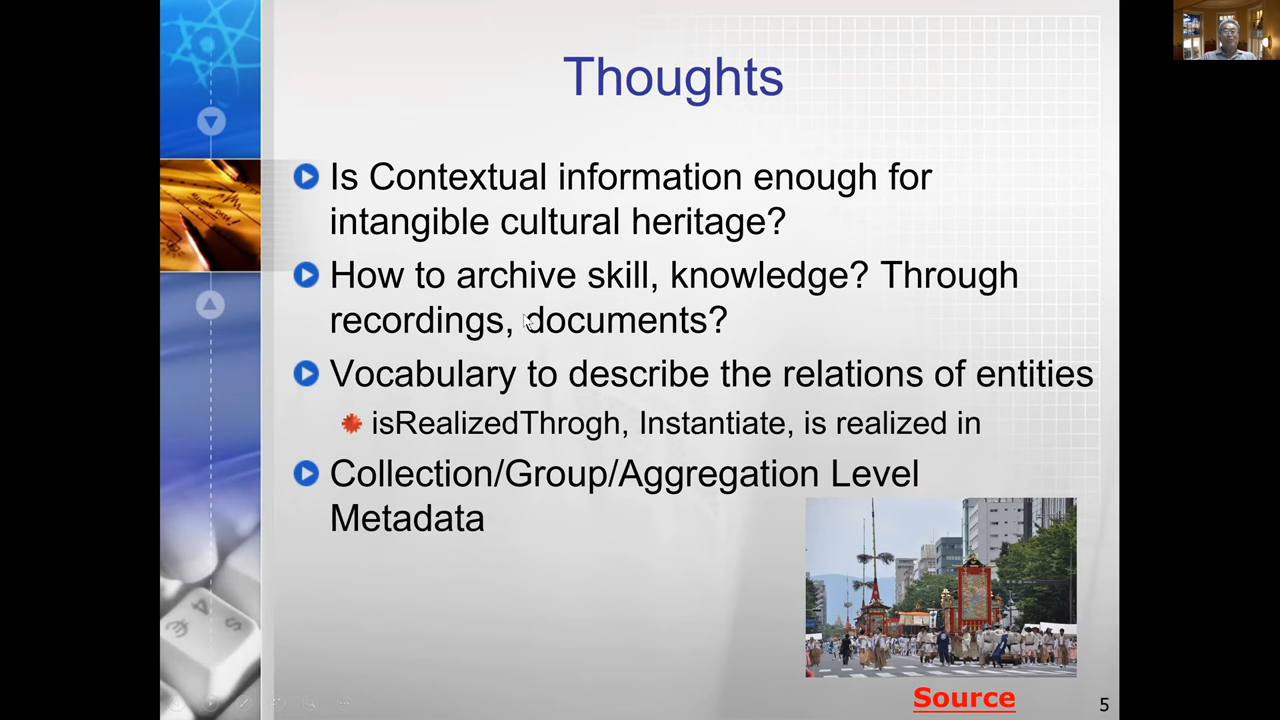 Thoughts
Is Contextual information enough for
intangible cultural heritage?
How to archive skill, knowledge? Through
recordings, documents?
Vocabulary to describe the relations of entities
isRealizedThrogh, Instantiate, is realized in
Collection/Group/Aggregation Level
Metadata
Source
5